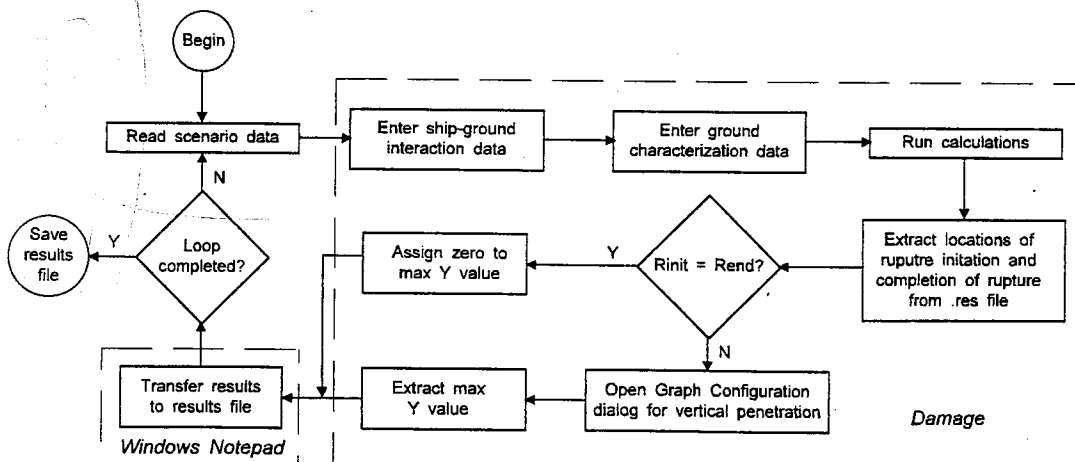 Begin
Read scenario data
Enter ship-ground
interaction data
Enter ground
characterization data
Run calculations
N
Save
results
file
Y
Loop
completed?
Assign zero to
max Y value
Y
Rinit = Rend?
Extract locations of
ruputre initation and
completion of rupture
from .res file
N
Transfer results
to results file
Extract max
Y value
Open Graph Configuration
dialog for vertical penetration
Damage
Windows Notepad